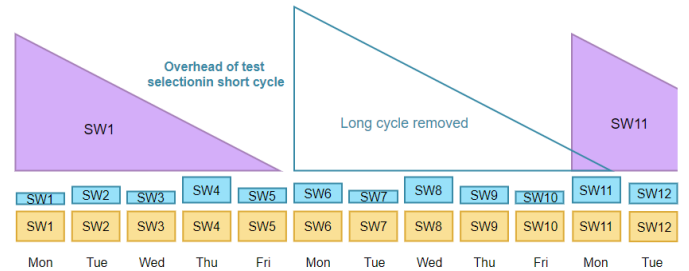 Overhead of test
selectionin short cycle
SW1
Long cycle removed
SW11
SW1 SW2 SW3 SW4 SW5 SW6 SW7 SW8 SW9 SW10 SW11 SW12
SW1 SW2 SW3 SW4 SW5 SW6 SW7 SW8 SW9 SW10 SW11 SW12
Mon Tue Wed Thu Fri Mon Tue Wed Thu Fri Mon Tue